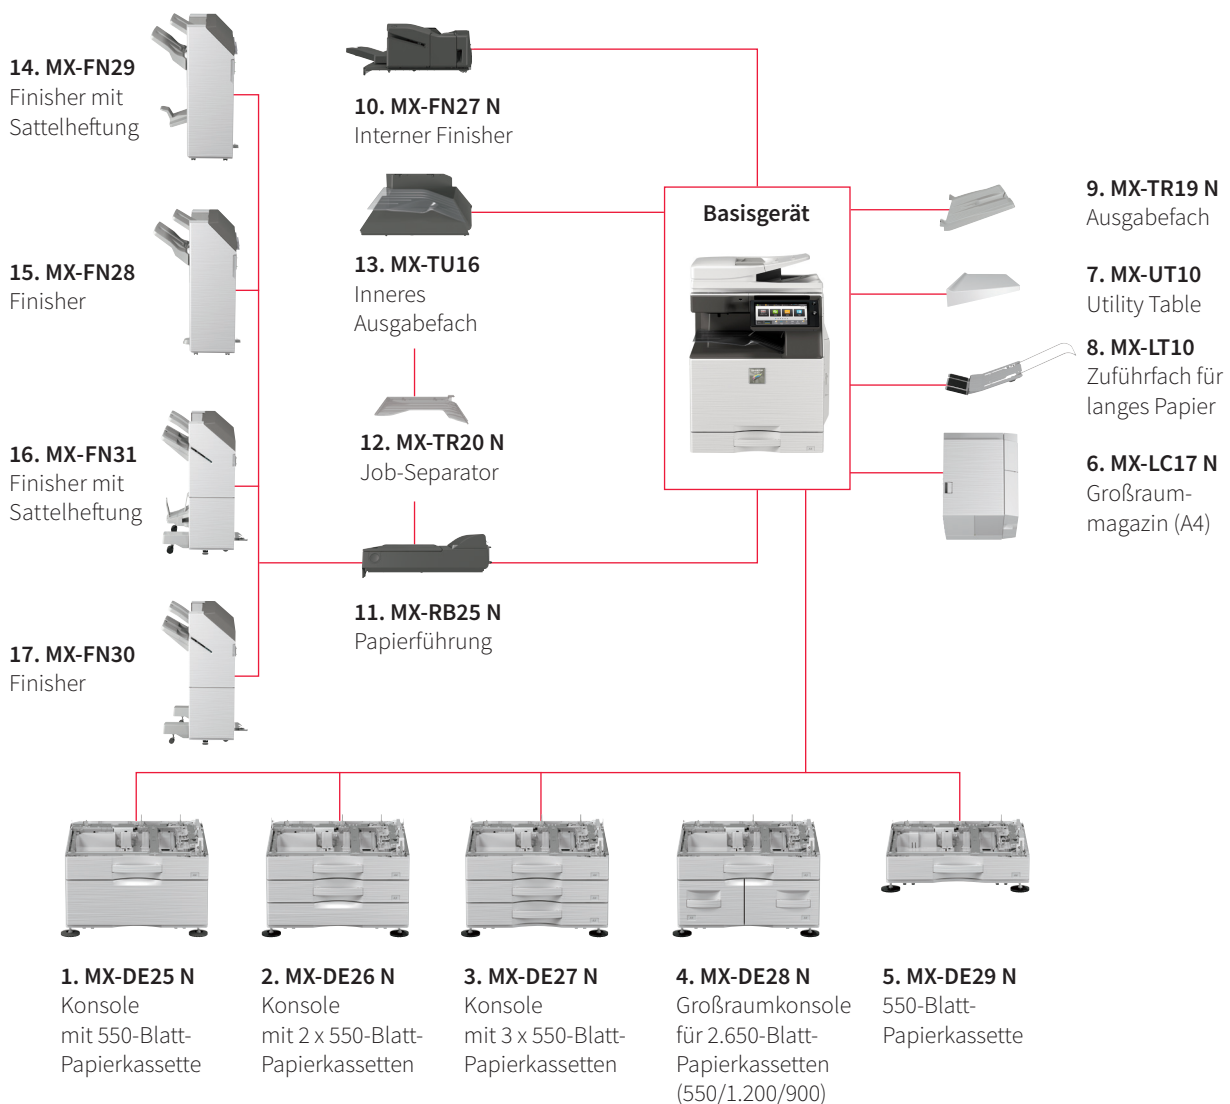 14. MX-FN29
Finisher mit
Sattelheftung
15. MX-FN28
Finisher
16. MX-FN31
Finisher mit
Sattelheftung
17. MX-FN30
Finisher
10. MX-FN27 N
Interner Finisher
13. MX-TU16
Inneres
Ausgabefach
12. MX-TR20 N
Job-Separator
11. MX-RB25 N
Papierführung
Basisgerät
9. MX-TR19 N
Ausgabefach
7. MX-UT10
Utility Table
8. MX-LT10
Zuführfach für
langes Papier
6. MX-LC17 N
Großraum-
magazin (A4)
1. MX-DE25 N
Konsole
mit 550-Blatt-
Papierkassette
2. MX-DE26 N
Konsole
mit 2 x 550-Blatt-
Papierkassetten
3. MX-DE27 N
Konsole
mit 3 x 550-Blatt-
Papierkassetten
4. MX-DE28 N
Großraumkonsole
für 2.650-Blatt-
Papierkassetten
(550/1.200/900)
5. MX-DE29 N
550-Blatt-
Papierkassette